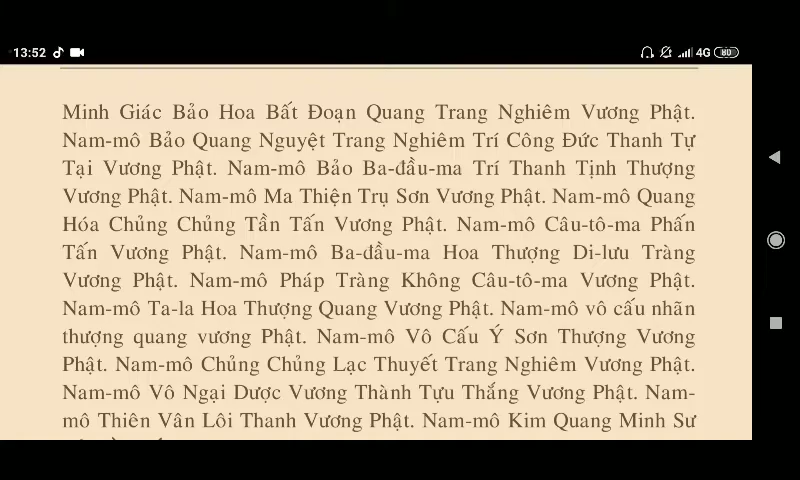 13:52
4G 80
Minh Giác Bảo Hoa Bất Đoạn Quang Trang Nghiêm Vương Phật.
Nam-mô Bảo Quang Nguyệt Trang Nghiêm Trí Công Đức Thanh Tự
Tại Vương Phật. Nam-mô Bảo Ba-đầu-ma Trí Thanh Tịnh Thượng
Vương Phật. Nam-mô Ma Thiện Trụ Sơn Vương Phật. Nam-mô Quang
Hóa Chủng Chủng Tần Tấn Vương Phật. Nam-mô Câu-tô-ma Phấn
Tấn Vương Phật. Nam-mô Ba-đầu-ma Hoa Thượng Di-lưu Tràng
Vương Phật. Nam-mô Pháp Tràng Không Câu-tô-ma Vương Phật.
Nam-mô Ta-la Hoa Thượng Quang Vương Phật. Nam-mô vô cấu nhãn
thượng quang vương Phật. Nam-mô Vô Cấu Ý Sơn Thượng Vương
Phật. Nam-mô Chủng Chủng Lạc Thuyết Trang Nghiêm Vương Phật.
Nam-mô Vô Ngại Dược Vương Thành Tựu Thắng Vương Phật. Nam-
mô Thiên Vân Lôi Thanh Vương Phật. Nam-mô Kim Quang Minh Sư